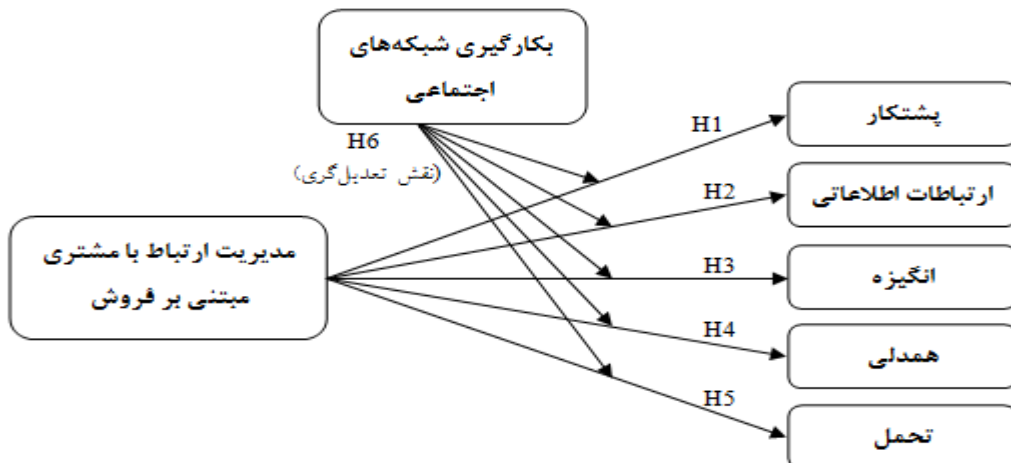 بکارگیری شبکه‌های
اجتماعی
H6
(نقش تعدیل‌گری)
مدیریت ارتباط با مشتری
مبتنی بر فروش
H1
پشتکار
H2
ارتباطات اطلاعاتی
H3
انگیزه
H4
همدلی
H5
تحمل